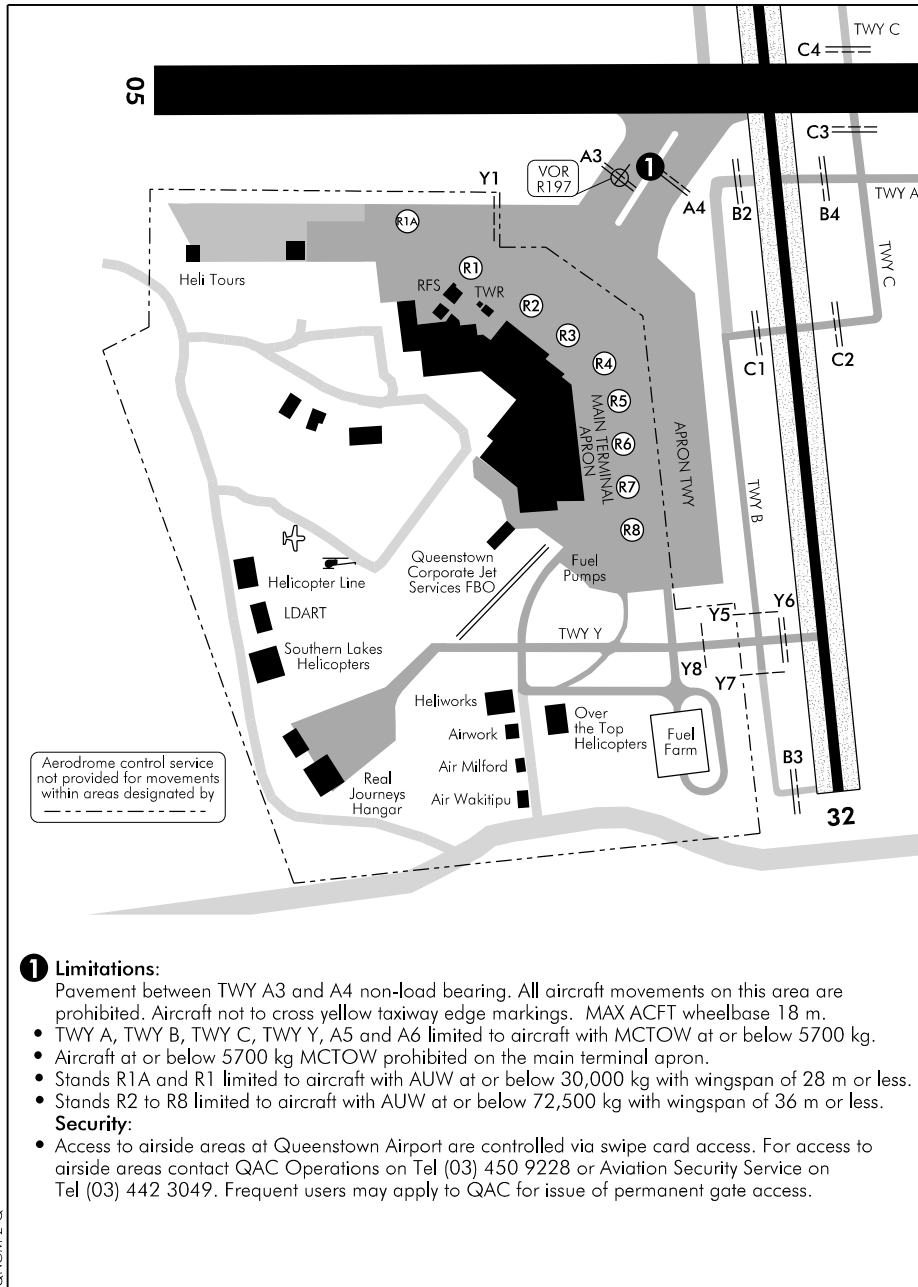 TWY C
C4
05
C3
A3
1
VOR
R197
Y1
A4
B2
B4
TWY A
R1A
TWY C
Heli Tours
R1
RFS
TWR
R2
R3
R4
C1
C2
R5
MAIN TERMINAL
APRON
R6
APRON TWY
R7
TWY B
R8
Queenstown
Corporate Jet
Services FBO
Fuel
Pumps
Helicopter Line
LDART
Y5
Y6
TWY Y
Southern Lakes
Helicopters
Y8
Y7
Heliworks
Over
the Top
Helicopters
Airwork
Fuel
Farm
Aerodrome control service
not provided for movements
within areas designated by
Real
Journeys
Hangar
Air Milford
B3
Air Wakitipu
32
1 Limitations:
Pavement between TWY A3 and A4 non-load bearing. All aircraft movements on this area are
prohibited. Aircraft not to cross yellow taxiway edge markings. MAX ACFT wheelbase 18 m.
• TWY A, TWY B, TWY C, TWY Y, A5 and A6 limited to aircraft with MCTOW at or below 5700 kg.
• Aircraft at or below 5700 kg MCTOW prohibited on the main terminal apron.
• Stands R1A and R1 limited to aircraft with AUW at or below 30,000 kg with wingspan of 28 m or less.
• Stands R2 to R8 limited to aircraft with AUW at or below 72,500 kg with wingspan of 36 m or less.
Security:
• Access to airside areas at Queenstown Airport are controlled via swipe card access. For access to
airside areas contact QAC Operations on Tel (03) 450 9228 or Aviation Security Service on
Tel (03) 442 3049. Frequent users may apply to QAC for issue of permanent gate access.